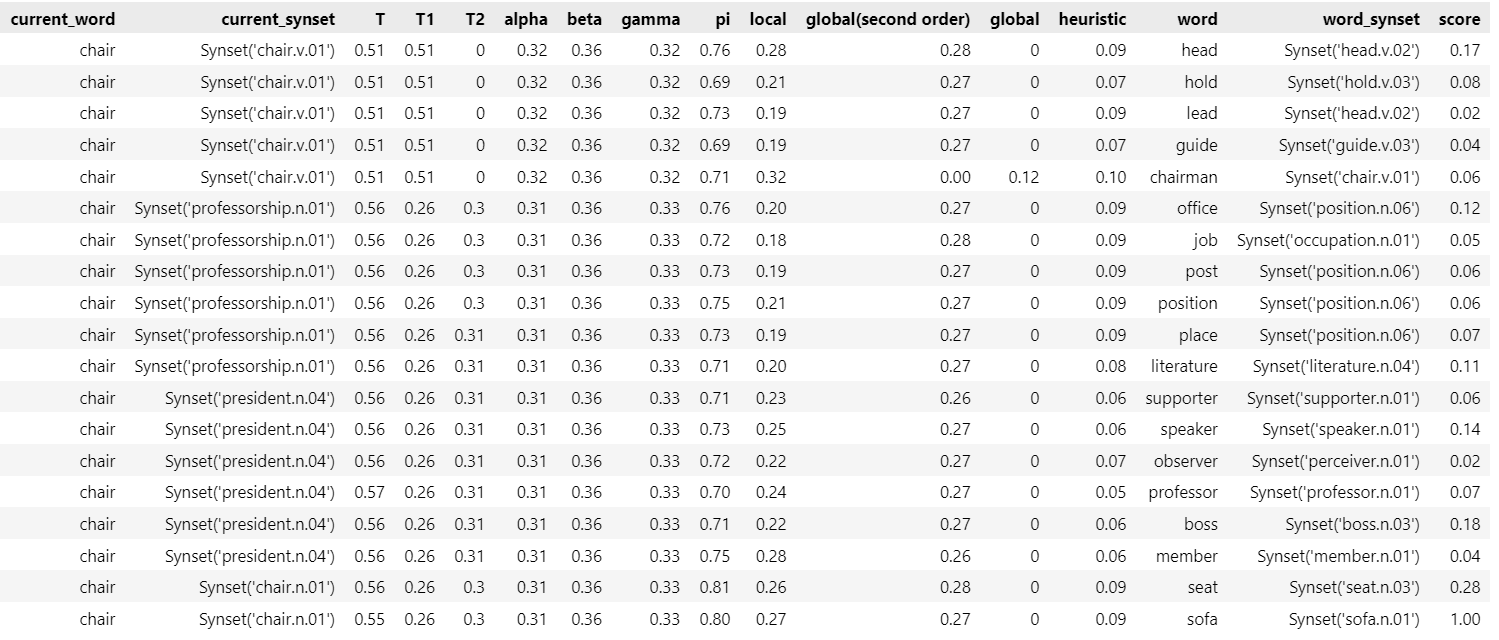 current_word current_synset T T1 T2 alpha beta gamma pi local global(second order) global heuristic word word_synset score
chair Synset('chair.v.01') 0.51 0.51 0 0.32 0.36 0.32 0.76 0.28 0.28 0 0.09 head Synset('head.v.02') 0.17
chair Synset('chair.v.01') 0.51 0.51 0 0.32 0.36 0.32 0.69 0.21 0.27 0 0.07 hold Synset('hold.v.03') 0.08
chair Synset('chair.v.01') 0.51 0.51 0 0.32 0.36 0.32 0.73 0.19 0.27 0 0.09 lead Synset('head.v.02') 0.02
chair Synset('chair.v.01') 0.51 0.51 0 0.32 0.36 0.32 0.69 0.19 0.27 0 0.07 guide Synset('guide.v.03') 0.04
chair Synset('chair.v.01') 0.51 0.51 0 0.32 0.36 0.32 0.71 0.32 0.00 0.12 0.10 chairman Synset('chair.v.01') 0.06
chair Synset('professorship.n.01') 0.56 0.26 0.3 0.31 0.36 0.33 0.76 0.20 0.27 0 0.09 office Synset('position.n.06') 0.12
chair Synset('professorship.n.01') 0.56 0.26 0.3 0.31 0.36 0.33 0.72 0.18 0.28 0 0.09 job Synset('occupation.n.01') 0.05
chair Synset('professorship.n.01') 0.56 0.26 0.3 0.31 0.36 0.33 0.73 0.19 0.27 0 0.09 post Synset('position.n.06') 0.06
chair Synset('professorship.n.01') 0.56 0.26 0.3 0.31 0.36 0.33 0.75 0.21 0.27 0 0.09 position Synset('position.n.06') 0.06
chair Synset('professorship.n.01') 0.56 0.26 0.31 0.31 0.36 0.33 0.73 0.19 0.27 0 0.09 place Synset('position.n.06') 0.07
chair Synset('professorship.n.01') 0.56 0.26 0.31 0.31 0.36 0.33 0.71 0.20 0.27 0 0.08 literature Synset('literature.n.04') 0.11
chair Synset('president.n.04') 0.56 0.26 0.31 0.31 0.36 0.33 0.71 0.23 0.26 0 0.06 supporter Synset('supporter.n.01') 0.06
chair Synset('president.n.04') 0.56 0.26 0.31 0.31 0.36 0.33 0.73 0.25 0.27 0 0.06 speaker Synset('speaker.n.01') 0.14
chair Synset('president.n.04') 0.56 0.26 0.31 0.31 0.36 0.33 0.72 0.22 0.27 0 0.07 observer Synset('perceiver.n.01') 0.02
chair Synset('president.n.04') 0.57 0.26 0.31 0.31 0.36 0.33 0.70 0.24 0.27 0 0.05 professor Synset('professor.n.01') 0.07
chair Synset('president.n.04') 0.56 0.26 0.31 0.31 0.36 0.33 0.71 0.22 0.27 0 0.06 boss Synset('boss.n.03') 0.18
chair Synset('president.n.04') 0.56 0.26 0.31 0.31 0.36 0.33 0.75 0.28 0.26 0 0.06 member Synset('member.n.01') 0.04
chair Synset('chair.n.01') 0.56 0.26 0.3 0.31 0.36 0.33 0.81 0.26 0.28 0 0.09 seat Synset('seat.n.03') 0.28
chair Synset('chair.n.01') 0.55 0.26 0.3 0.31 0.36 0.33 0.80 0.27 0.27 0 0.09 sofa Synset('sofa.n.01') 1.00